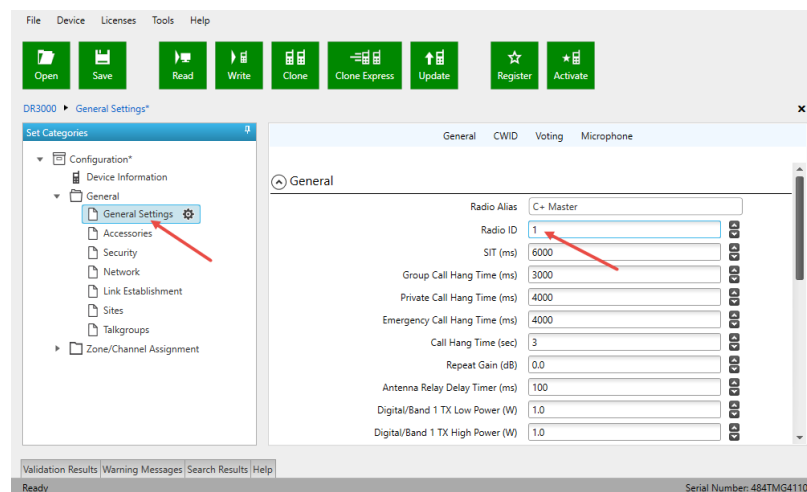 File Device Licenses Tools Help
Open Save Read Write Clone Clone Express Update Register Activate
DR3000 General Settings*
Set Categories
Configuration*
Device Information
General
General Settings
Accessories
Security
Network
Link Establishment
Sites
Talkgroups
Zone/Channel Assignment
General CWID Voting Microphone
General
Radio Alias C+ Master
Radio ID 1
SIT (ms) 6000
Group Call Hang Time (ms) 3000
Private Call Hang Time (ms) 4000
Emergency Call Hang Time (ms) 4000
Call Hang Time (sec) 3
Repeat Gain (dB) 0.0
Antenna Relay Delay Timer (ms) 100
Digital/Band 1 TX Low Power (W) 1.0
Digital/Band 1 TX High Power (W) 1.0
Validation Results Warning Messages Search Results Help
Ready Serial Number: 484TMG4110